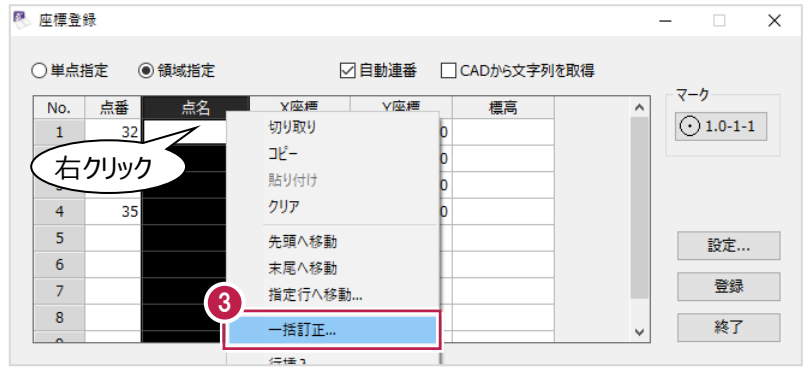 座標登録
単点指定 領域指定 自動連番 CADから文字列を取得
No. 点番 点名 X座標 Y座標 標高
マーク
1.0-1-1
1 32 0
0
0
4 35 0
5
6
7
8
右クリック
切り取り
コピー
貼り付け
クリア
先頭へ移動
末尾へ移動
指定行へ移動...
3
一括訂正...
設定...
登録
終了